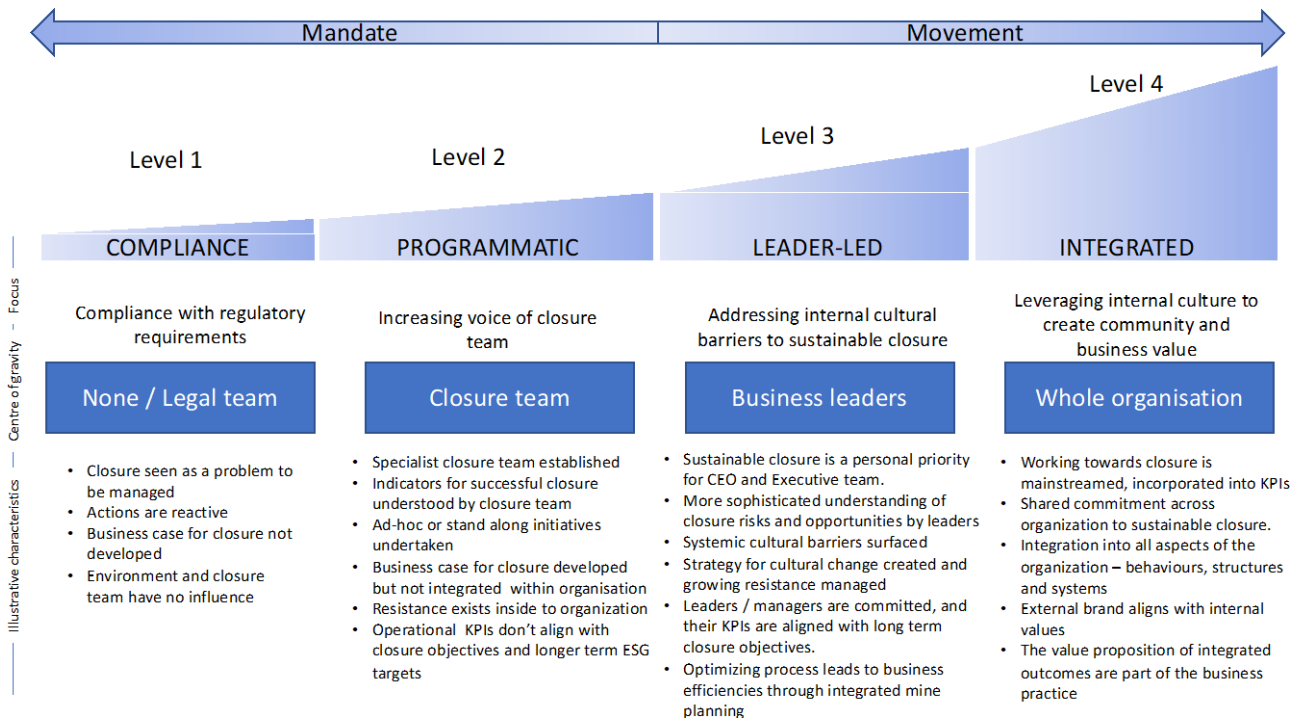 Mandate
Movement
Level 1
Level 2
Level 3
Level 4
COMPLIANCE
PROGRAMMATIC
LEADER-LED
INTEGRATED
Illustrative characteristics
Centre of gravity
Focus
Compliance with regulatory
requirements
Increasing voice of closure
team
Addressing internal cultural
barriers to sustainable closure
Leveraging internal culture to
create community and
business value
None / Legal team
Closure team
Business leaders
Whole organisation
• Closure seen as a problem to
be managed
• Actions are reactive
• Business case for closure not
developed
• Environment and closure
team have no influence
• Specialist closure team established
• Indicators for successful closure
understood by closure team
• Ad-hoc or stand along initiatives
undertaken
• Business case for closure developed
but not integrated within organisation
• Resistance exists inside to organization
• Operational KPIs don’t align with
closure objectives and longer term ESG
targets
• Sustainable closure is a personal priority
for CEO and Executive team.
• More sophisticated understanding of
closure risks and opportunities by leaders
• Systemic cultural barriers surfaced
• Strategy for cultural change created and
growing resistance managed
• Leaders / managers are committed, and
their KPIs are aligned with long term
closure objectives.
• Optimizing process leads to business
efficiencies through integrated mine
planning
• Working towards closure is
mainstreamed, incorporated into KPIs
• Shared commitment across
organization to sustainable closure.
• Integration into all aspects of the
organization – behaviours, structures
and systems
• External brand aligns with internal
values
• The value proposition of integrated
outcomes are part of the business
practice